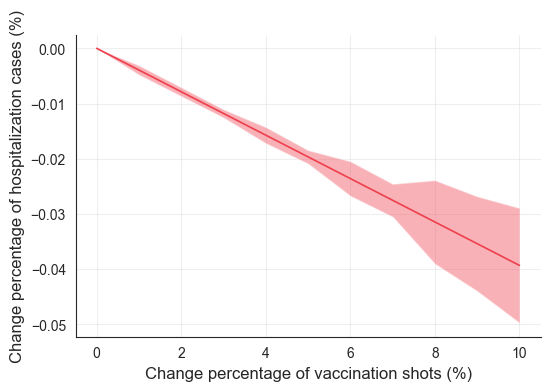 Change percentage of hospitalization cases (%)
0.00
−0.01
−0.02
−0.03
−0.04
−0.05
0 2 4 6 8 10
Change percentage of vaccination shots (%)